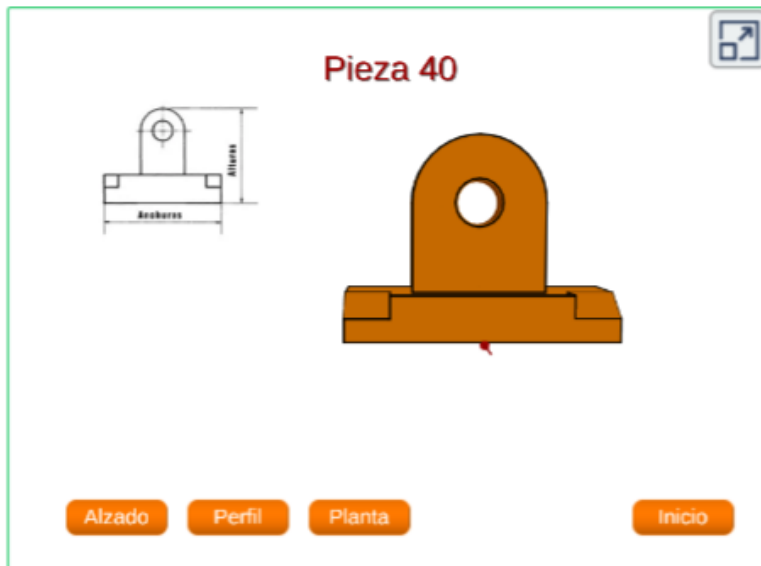 Pieza 40
Alturas
Anchuras
Alzado
Perfil
Planta
Inicio